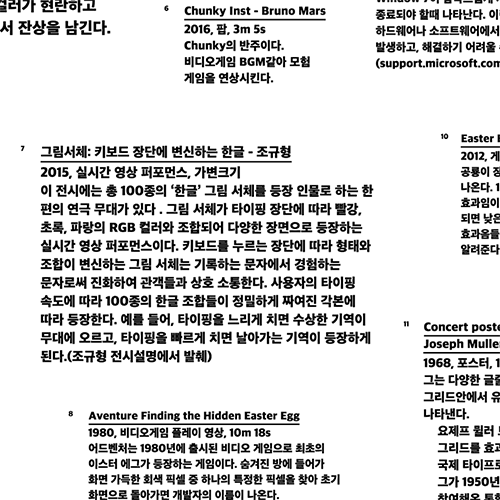 컬러가 현란하고
서 잔상을 남긴다.
6 Chunky Inst - Bruno Mars
2016, 팝, 3m 5s
Chunky의 반주이다.
비디오게임 BGM같아 모험
게임을 연상시킨다.
종료되야 할때 나타난다. 이
하드웨어나 소프트웨어에서
발생하고, 해결하기 어려울
(support.microsoft.com
7 그림서체: 키보드 장단에 변신하는 한글 - 조규형
2015, 실시간 영상 퍼포먼스, 가변크기
이 전시에는 총 100종의 ‘한글’ 그림 서체를 등장 인물로 하는 한
편의 연극 무대가 있다 . 그림 서체가 타이핑 장단에 따라 빨강,
초록, 파랑의 RGB 컬러와 조합되어 다양한 장면으로 등장하는
실시간 영상 퍼포먼스이다. 키보드를 누르는 장단에 따라 형태와
조합이 변신하는 그림 서체는 기록하는 문자에서 경험하는
문자로써 진화하여 관객들과 상호 소통한다. 사용자의 타이핑
속도에 따라 100종의 한글 조합들이 정밀하게 짜여진 각본에
따라 등장한다. 예를 들어, 타이핑을 느리게 치면 수상한 기역이
무대에 오르고, 타이핑을 빠르게 치면 날아가는 기역이 등장하게
된다.(조규형 전시설명에서 발췌)
10 Easter
2012, 게
공룡이 장
나온다. 1
효과임이
되면 낮은
효과음들
알려준다
8 Aventure Finding the Hidden Easter Egg
1980, 비디오게임 플레이 영상, 10m 18s
어드벤처는 1980년에 출시된 비디오 게임으로 최초의
이스터 에그가 등장하는 게임이다. 숨겨진 방에 들어가
화면 가득한 회색 픽셀 중 하나의 특정한 픽셀을 찾아 초기
화면으로 돌아가면 개발자의 이름이 나온다.
11 Concert poste
Joseph Mulle
1968, 포스터, 1
그는 다양한 글줄
그리드안에서 유
나타낸다.
요제프 뮐러
그리드를 효과
국제 타이프로
그가 1950년
참여해온 톤할